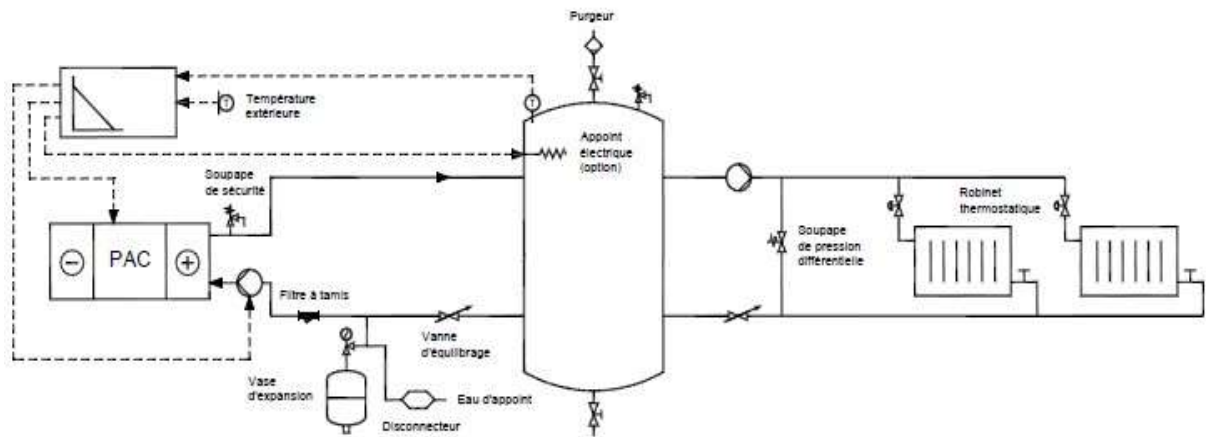 Purgeur
T
T
Température
extérieure
Appoint
électrique
(option)
Soupape
de sécurité
Robinet
thermostatique
PAC
Soupape
de pression
différentielle
Filtre à tamis
Vanne
d'équilibrage
Vase
d'expansion
Eau d'appoint
Disconnecteur